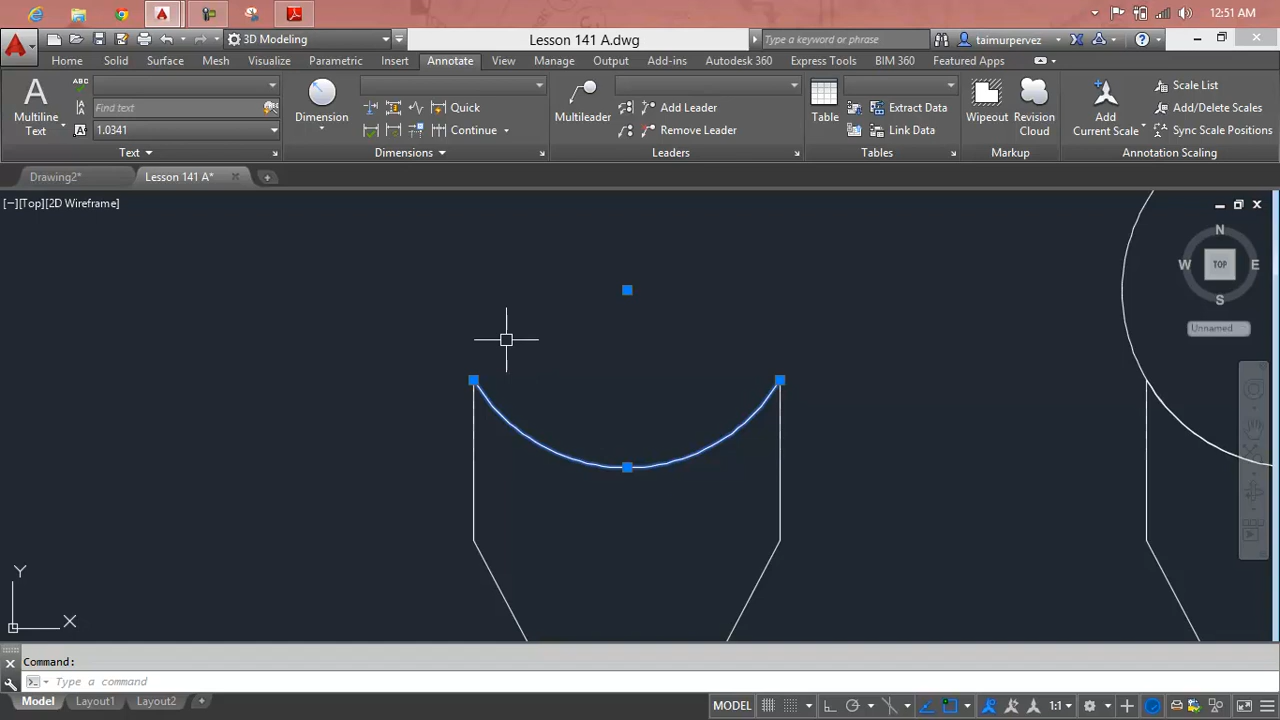 12:51 AM
3D Modeling
Lesson 141 A.dwg
Type a keyword or phrase
taimurpervez
Home Solid Surface Mesh Visualize Parametric Insert Annotate View Manage Output Add-ins Autodesk 360 Express Tools BIM 360 Featured Apps
Multiline Text
ABC
Find text
1.0341
Dimension
Quick
Continue
Multileader
Add Leader
Remove Leader
Table
Extract Data
Link Data
Wipeout
Revision Cloud
Add Current Scale
Scale List
Add/Delete Scales
Sync Scale Positions
Text Dimensions Leaders Tables Markup Annotation Scaling
Drawing2* Lesson 141 A*
[−][Top][2D Wireframe]
N
W TOP E
S
Unnamed
Y
X
Command:
Type a command
Model Layout1 Layout2
MODEL
1:1